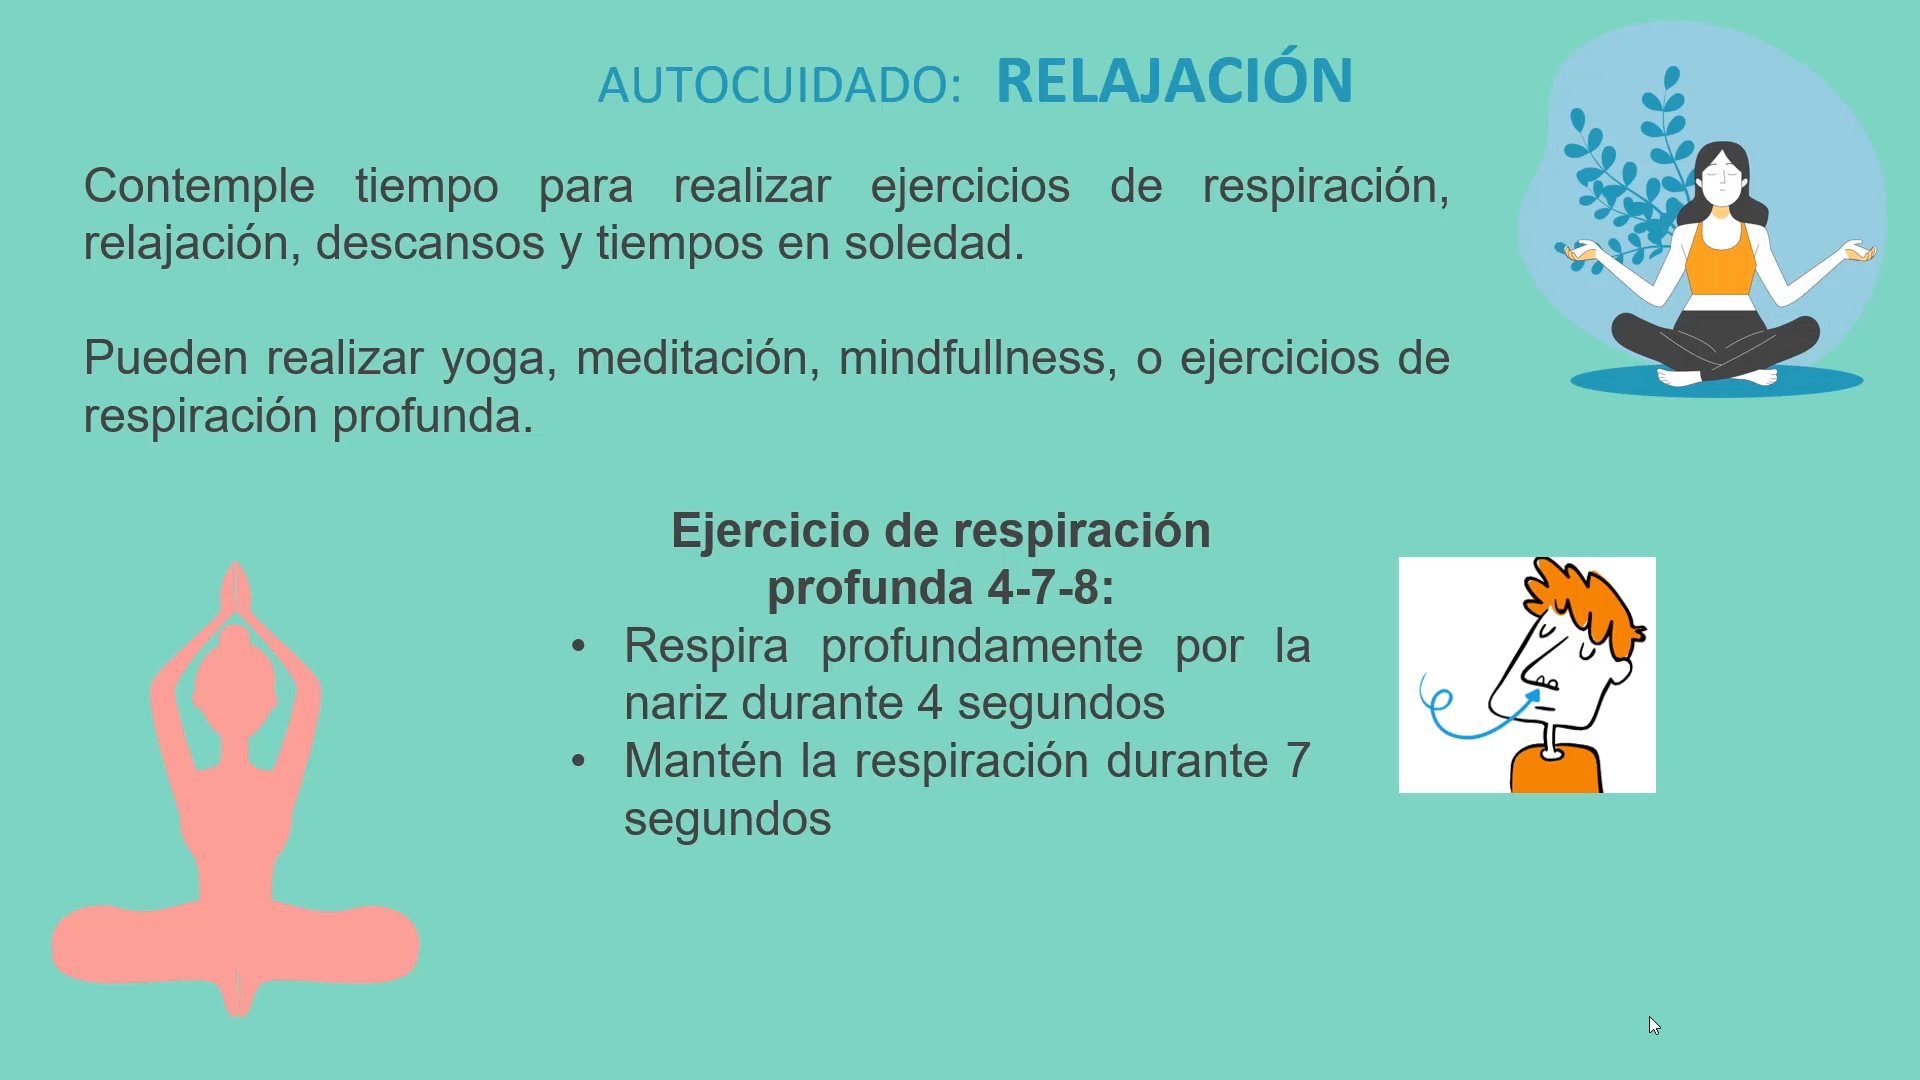 AUTOCUIDADO: RELAJACIÓN
Contemple tiempo para realizar ejercicios de respiración,
relajación, descansos y tiempos en soledad.
Pueden realizar yoga, meditación, mindfullness, o ejercicios de
respiración profunda.
Ejercicio de respiración
profunda 4-7-8:
• Respira profundamente por la
nariz durante 4 segundos
• Mantén la respiración durante 7
segundos